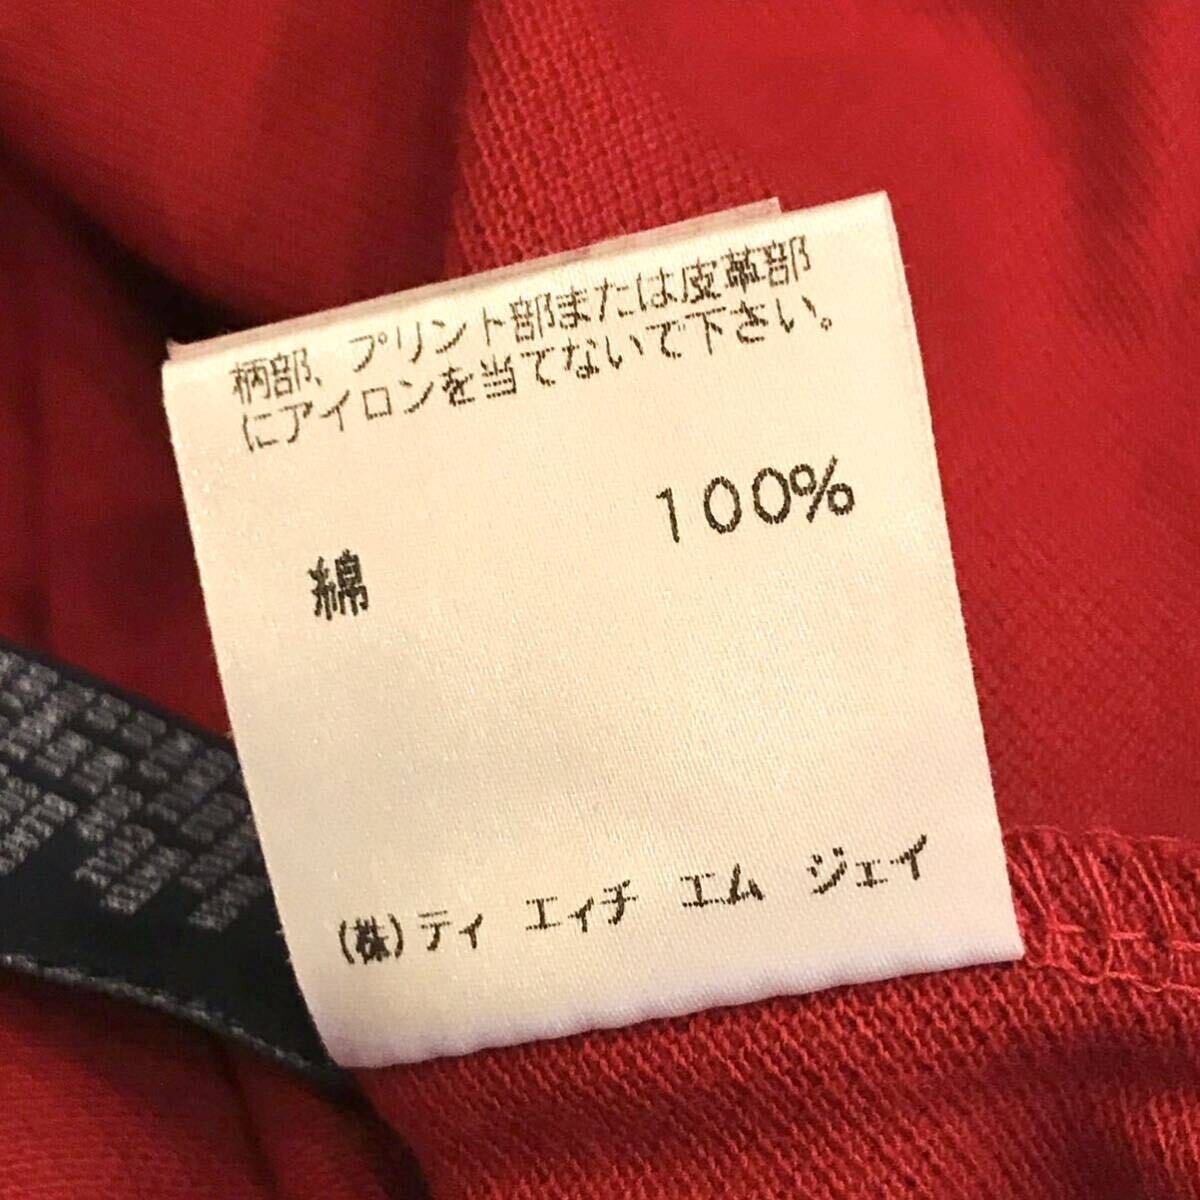 柄部、プリント部または皮革部
にアイロンを当てないで下さい。
100%
綿
(株)ティ エィチ エム ジェイ